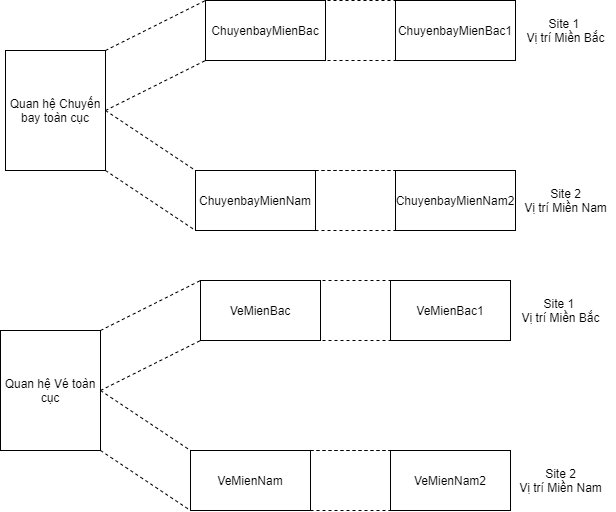 ChuyenbayMienBac
ChuyenbayMienBac1
Site 1
Vị trí Miền Bắc
Quan hệ Chuyến
bay toàn cục
ChuyenbayMienNam
ChuyenbayMienNam2
Site 2
Vị trí Miền Nam
VeMienBac
VeMienBac1
Site 1
Vị trí Miền Bắc
Quan hệ Vé toàn
cục
VeMienNam
VeMienNam2
Site 2
Vị trí Miền Nam